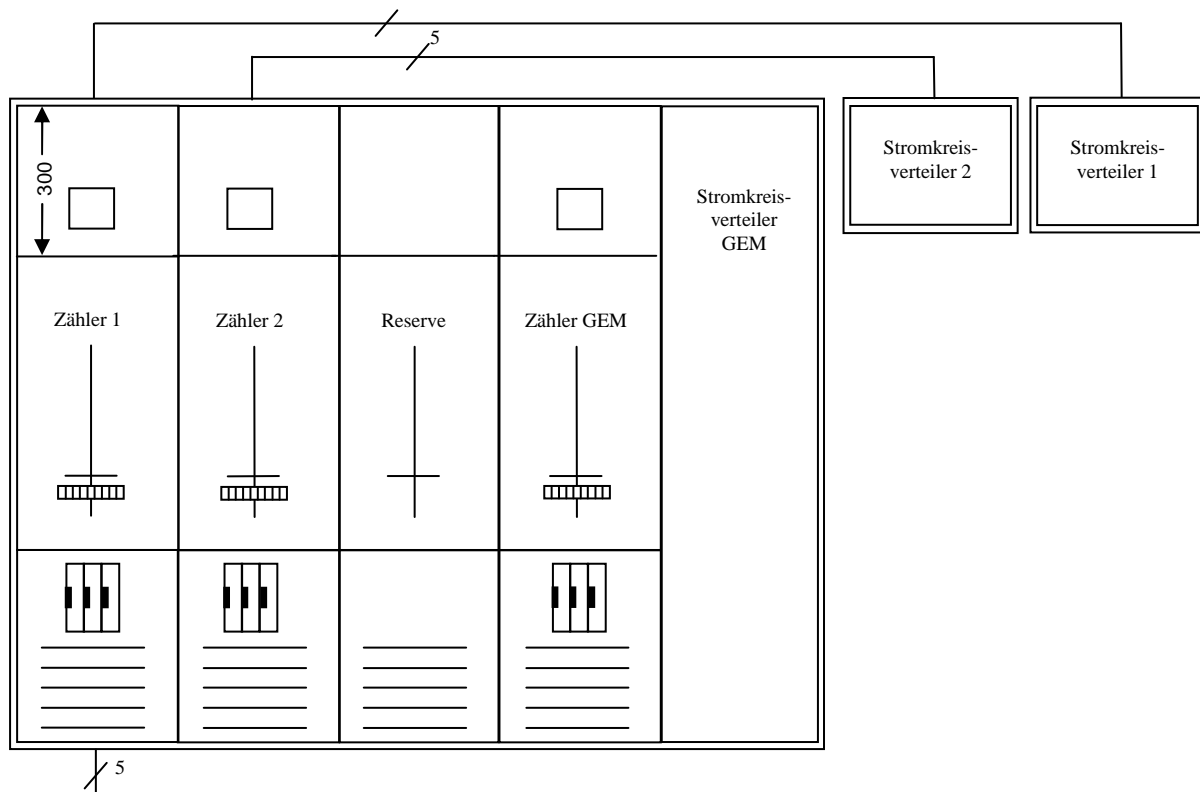 5
Stromkreis-
verteiler 2
Stromkreis-
verteiler 1
300
Stromkreis-
verteiler
GEM
Zähler 1
Zähler 2
Reserve
Zähler GEM
5